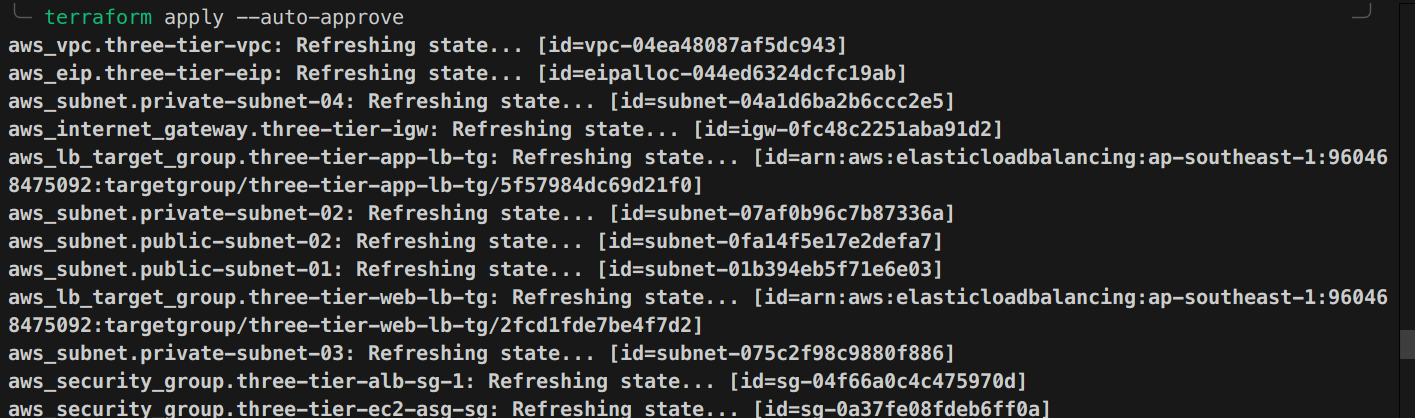 terraform apply --auto-approve
aws_vpc.three-tier-vpc: Refreshing state... [id=vpc-04ea48087af5dc943]
aws_eip.three-tier-eip: Refreshing state... [id=eipalloc-044ed6324dcfc19ab]
aws_subnet.private-subnet-04: Refreshing state... [id=subnet-04a1d6ba2b6ccc2e5]
aws_internet_gateway.three-tier-igw: Refreshing state... [id=igw-0fc48c2251aba91d2]
aws_lb_target_group.three-tier-app-lb-tg: Refreshing state... [id=arn:aws:elasticloadbalancing:ap-southeast-1:96046
8475092:targetgroup/three-tier-app-lb-tg/5f57984dc69d21f0]
aws_subnet.private-subnet-02: Refreshing state... [id=subnet-07af0b96c7b87336a]
aws_subnet.public-subnet-02: Refreshing state... [id=subnet-0fa14f5e17e2defa7]
aws_subnet.public-subnet-01: Refreshing state... [id=subnet-01b394eb5f71e6e03]
aws_lb_target_group.three-tier-web-lb-tg: Refreshing state... [id=arn:aws:elasticloadbalancing:ap-southeast-1:96046
8475092:targetgroup/three-tier-web-lb-tg/2fcd1fde7be4f7d2]
aws_subnet.private-subnet-03: Refreshing state... [id=subnet-075c2f98c9880f886]
aws_security_group.three-tier-alb-sg-1: Refreshing state... [id=sg-04f66a0c4c475970d]
aws_security_group.three-tier-ec2-asg-sg: Refreshing state... [id=sg-0a37fe08fdeb6ff0a]